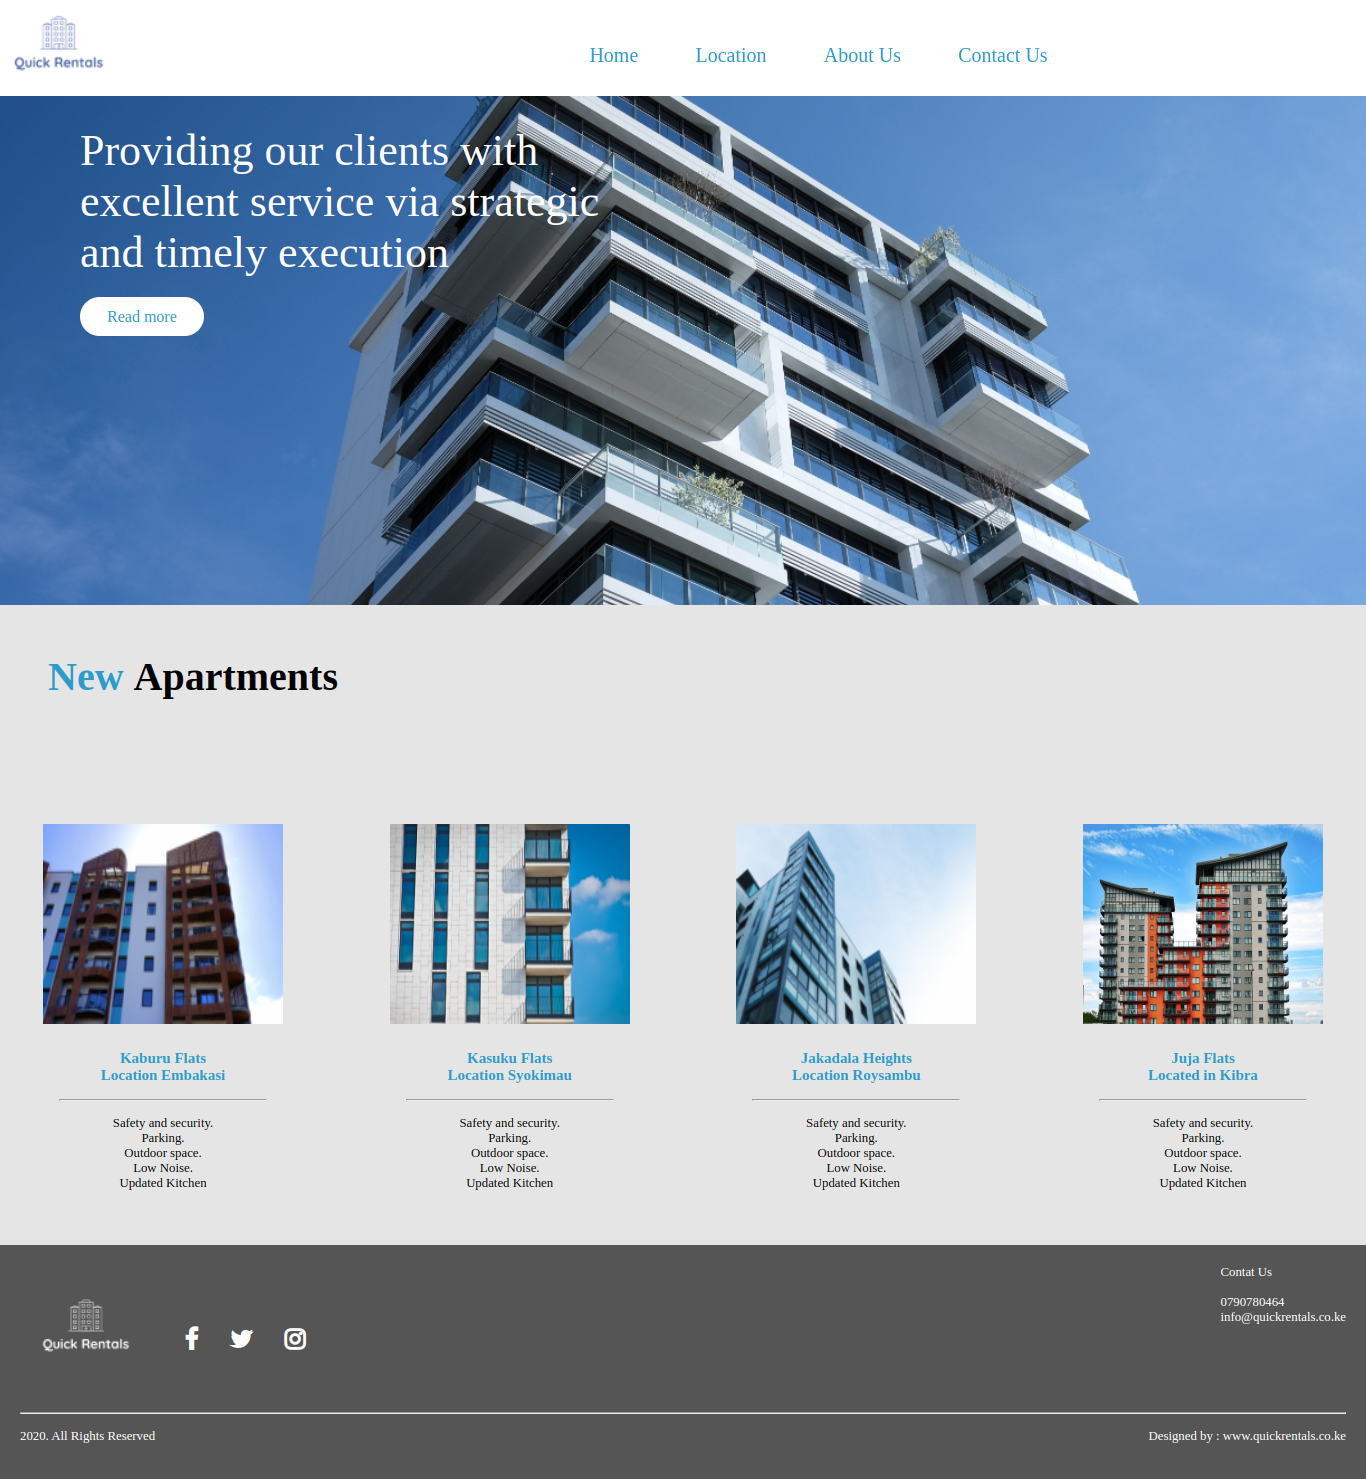 Quick Rentals
Home
Location
About Us
Contact Us
Providing our clients with
excellent service via strategic
and timely execution
Read more
New Apartments
Kaburu Flats
Location Embakasi
Safety and security.
Parking.
Outdoor space.
Low Noise.
Updated Kitchen
Kasuku Flats
Location Syokimau
Safety and security.
Parking.
Outdoor space.
Low Noise.
Updated Kitchen
Jakadala Heights
Location Roysambu
Safety and security.
Parking.
Outdoor space.
Low Noise.
Updated Kitchen
Juja Flats
Located in Kibra
Safety and security.
Parking.
Outdoor space.
Low Noise.
Updated Kitchen
Quick Rentals
Contat Us
0790780464
info@quickrentals.co.ke
2020. All Rights Reserved
Designed by : www.quickrentals.co.ke